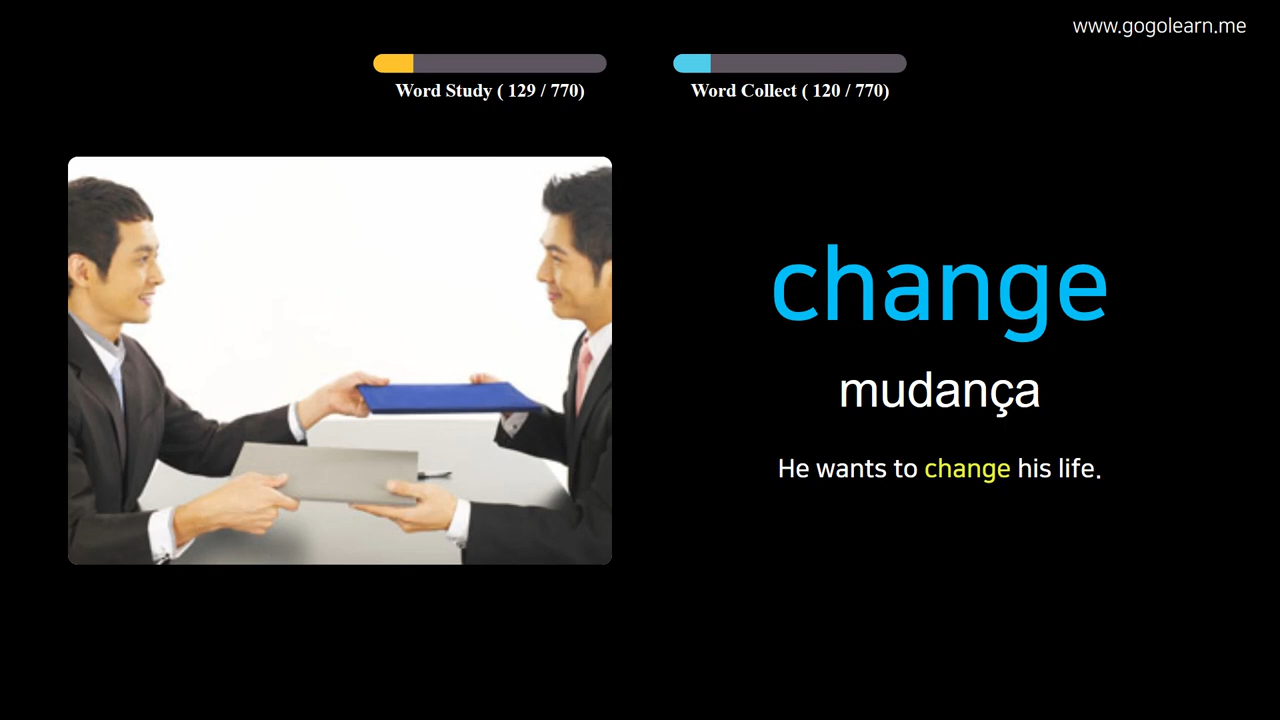 www.gogolearn.me
Word Study ( 129 / 770)
Word Collect ( 120 / 770)
change
mudança
He wants to change his life.